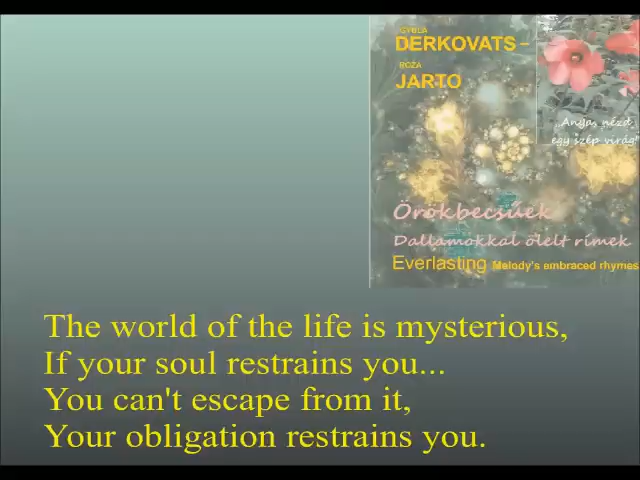 GYULA
DERKOVATS –
RÓZA
JARTO
„Anya, nézd,
egy szép virág"
Örökbecsűek
Dallamokkal ölelt rímek
Everlasting Melody's embraced rhymes
The world of the life is mysterious,
If your soul restrains you...
You can't escape from it,
Your obligation restrains you.